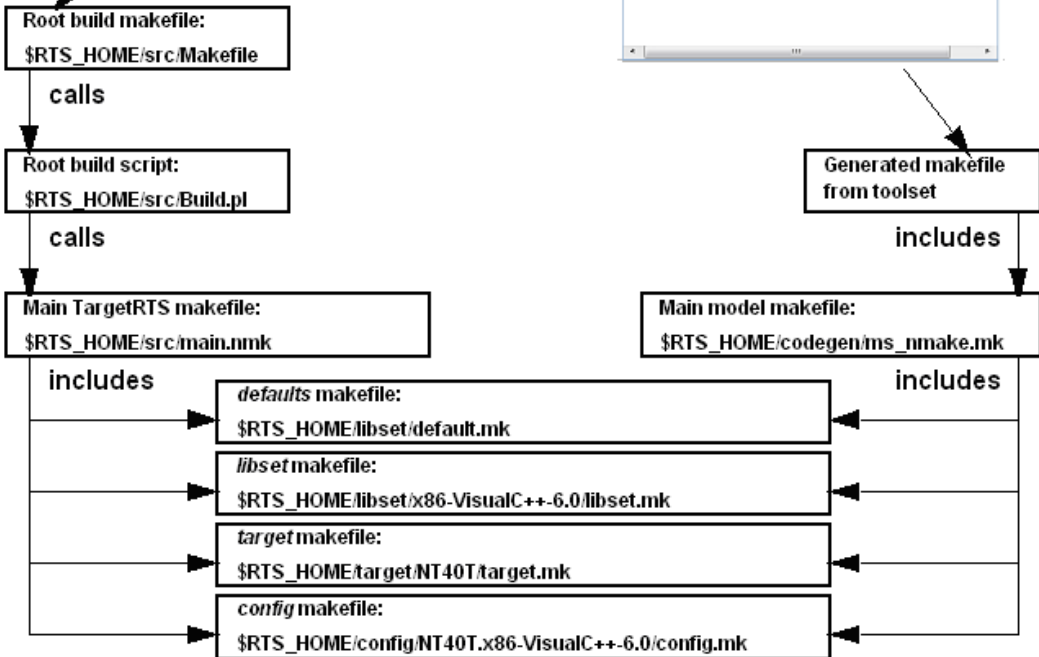 Root build makefile:
$RTS_HOME/src/Makefile
calls
Root build script:
$RTS_HOME/src/Build.pl
Generated makefile
from toolset
calls
includes
Main TargetRTS makefile:
$RTS_HOME/src/main.nmk
Main model makefile:
$RTS_HOME/codegen/ms_nmake.mk
includes
includes
defaults makefile:
$RTS_HOME/libset/default.mk
libset makefile:
$RTS_HOME/libset/x86-VisualC++-6.0/libset.mk
target makefile:
$RTS_HOME/target/NT40T/target.mk
config makefile:
$RTS_HOME/config/NT40T.x86-VisualC++-6.0/config.mk